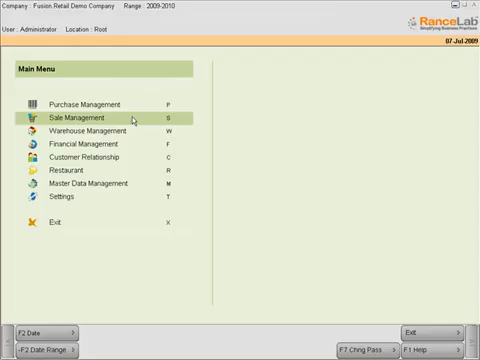 Company : Fusion.Retail Demo Company    Range : 2009-2010
User : Administrator    Location : Root
RanceLab
Simplifying Business Practices
07-Jul-2009
Main Menu
Purchase Management    P
Sale Management    S
Warehouse Management    W
Financial Management    F
Customer Relationship    C
Restaurant    R
Master Data Management    M
Settings    T
Exit    X
F2 Date >    Exit >
-F2 Date Range >    F7 Chng Pass >    F1 Help >